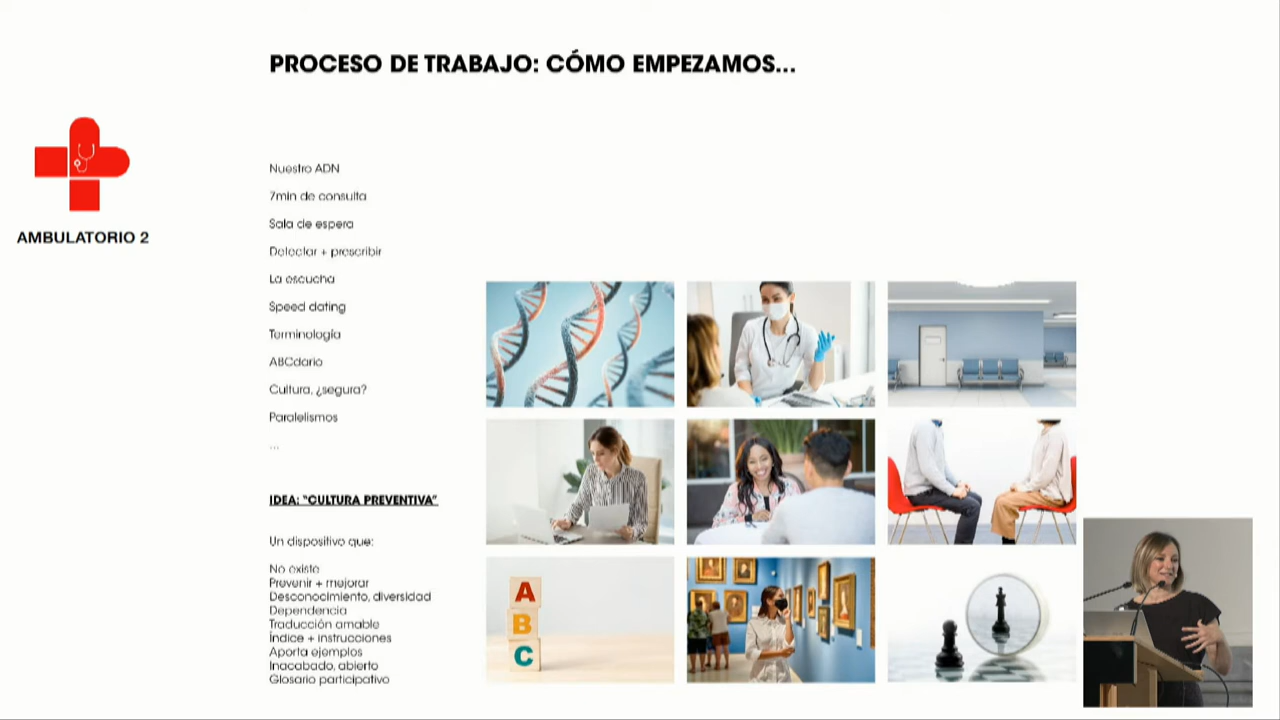 PROCESO DE TRABAJO: CÓMO EMPEZAMOS...
AMBULATORIO 2
Nuestro ADN
7min de consulta
Sala de espera
Detectar + prescribir
La escucha
Speed dating
Terminología
ABCdario
Cultura, ¿segura?
Paralelismos
...
IDEA: “CULTURA PREVENTIVA”
Un dispositivo que:
No existe
Prevenir + mejorar
Desconocimiento, diversidad
Dependencia
Traducción amable
Índice + instrucciones
Aporta ejemplos
Inacabado, abierto
Glosario participativo
A
B
C